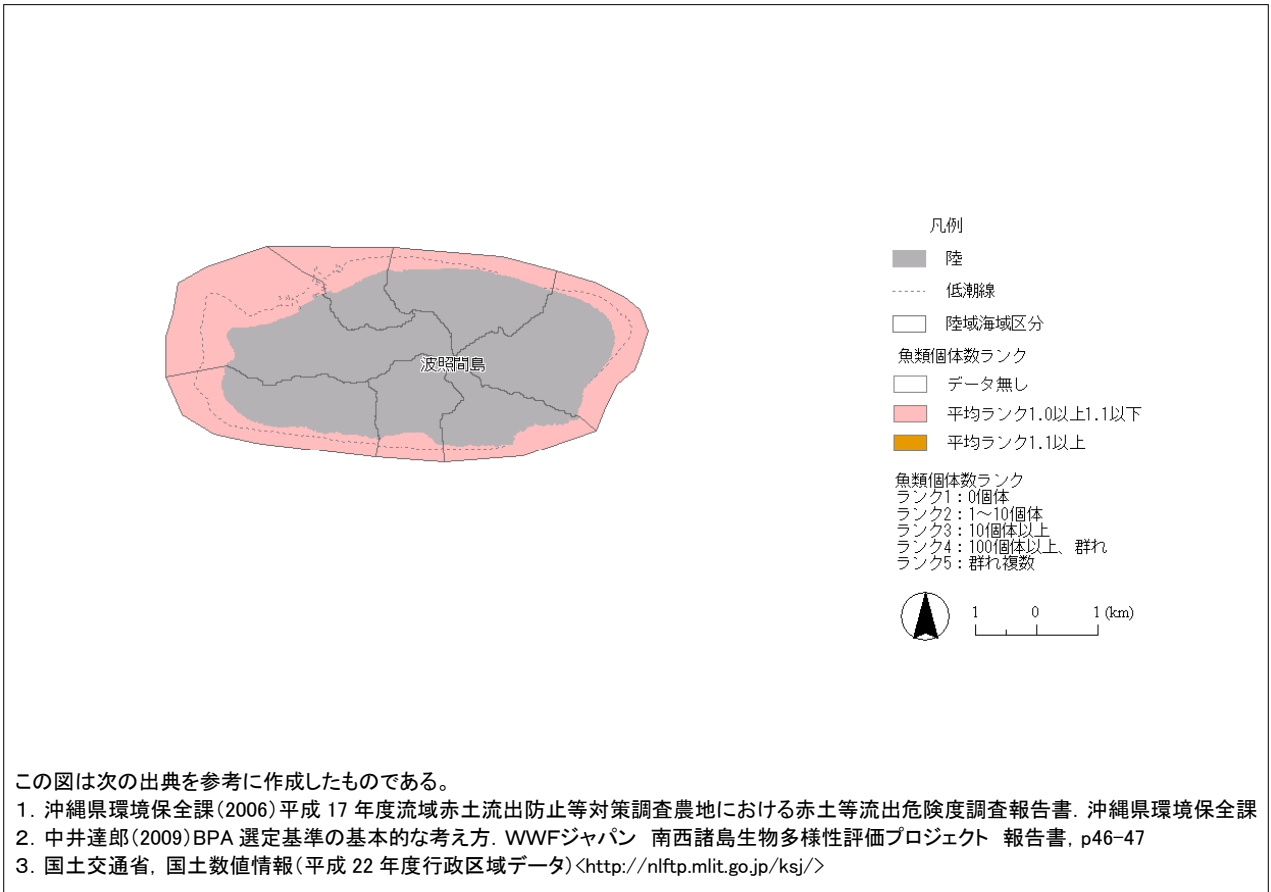 波照間島
凡例
陸
低潮線
陸域海域区分
魚類個体数ランク
データ無し
平均ランク1.0以上1.1以下
平均ランク1.1以上
魚類個体数ランク
ランク1：0個体
ランク2：1～10個体
ランク3：10個体以上
ランク4：100個体以上、群れ
ランク5：群れ複数
1 0 1 (km)
この図は次の出典を参考に作成したものである。
1. 沖縄県環境保全課(2006)平成 17 年度流域赤土流出防止等対策調査農地における赤土等流出危険度調査報告書. 沖縄県環境保全課
2. 中井達郎(2009)BPA 選定基準の基本的な考え方. WWFジャパン　南西諸島生物多様性評価プロジェクト　報告書, p46-47
3. 国土交通省, 国土数値情報(平成 22 年度行政区域データ)<http://nlftp.mlit.go.jp/ksj/>